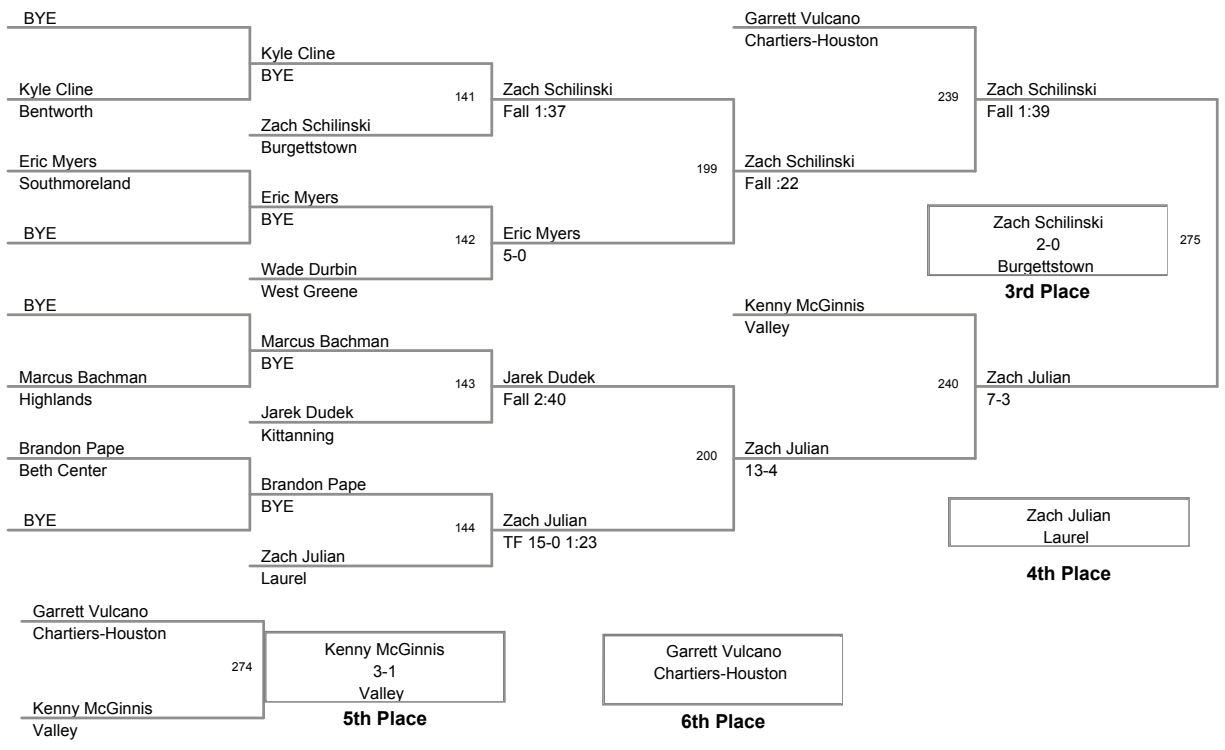 BYE
Kyle Cline
Bentworth
Eric Myers
Southmoreland
BYE
BYE
Marcus Bachman
Highlands
Brandon Pape
Beth Center
BYE
Kyle Cline
BYE
141
Zach Schilinski
Burgettstown
Eric Myers
BYE
142
Wade Durbin
West Greene
Marcus Bachman
BYE
143
Jarek Dudek
Kittanning
Brandon Pape
BYE
144
Zach Julian
Laurel
Zach Schilinski
Fall 1:37
199
Eric Myers
5-0
Jarek Dudek
Fall 2:40
200
Zach Julian
TF 15-0 1:23
Garrett Vulcano
Chartiers-Houston
239
Zach Schilinski
Fall :22
Kenny McGinnis
Valley
240
Zach Julian
13-4
Zach Schilinski
Fall 1:39
Zach Schilinski
2-0
Burgettstown
275
3rd Place
Zach Julian
7-3
Zach Julian
Laurel
4th Place
Garrett Vulcano
Chartiers-Houston
274
Kenny McGinnis
Valley
Kenny McGinnis
3-1
Valley
5th Place
Garrett Vulcano
Chartiers-Houston
6th Place